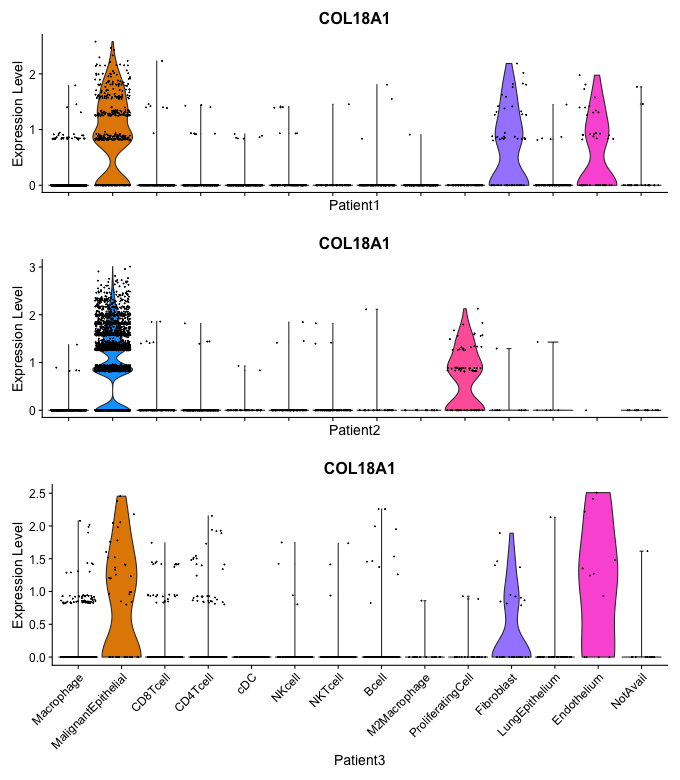 COL18A1
Expression Level
2
1
0
Patient1
COL18A1
Expression Level
3
2
1
0
Patient2
COL18A1
Expression Level
2.5
2.0
1.5
1.0
0.5
0.0
Macrophage
MalignantEpithelial
CD8Tcell
CD4Tcell
cDC
NKcell
NKTcell
Bcell
M2Macrophage
ProliferatingCell
Fibroblast
LungEpithelium
Endothelium
NotAvail
Patient3